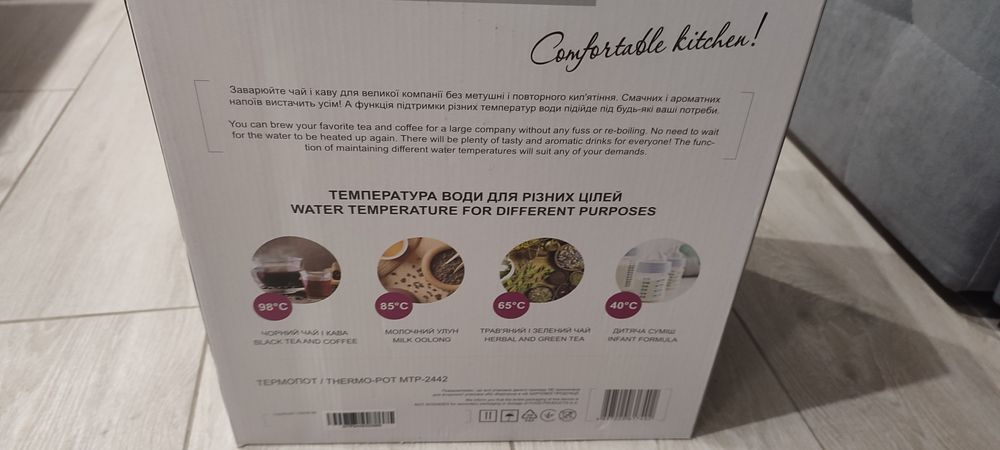 Comfortable kitchen!
Заварюйте чай і каву для великої компанії без метушні і повторного кип'ятіння. Смачних і ароматних
напоїв вистачить усім! А функція підтримки різних температур води підійде під будь-які ваші потреби.
You can brew your favorite tea and coffee for a large company without any fuss or re-boiling. No need to wait
for the water to be heated up again. There will be plenty of tasty and aromatic drinks for everyone! The func-
tion of maintaining different water temperatures will suit any of your demands.
ТЕМПЕРАТУРА ВОДИ ДЛЯ РІЗНИХ ЦІЛЕЙ
WATER TEMPERATURE FOR DIFFERENT PURPOSES
98°C
85°C
65°C
40°C
ЧОРНИЙ ЧАЙ І КАВА
BLACK TEA AND COFFEE
МОЛОЧНИЙ УЛУН
MILK OOLONG
ТРАВ'ЯНИЙ І ЗЕЛЕНИЙ ЧАЙ
HERBAL AND GREEN TEA
ДИТЯЧА СУМІШ
INFANT FORMULA
ТЕРМОПОТ / THERMO-POT MTP-2442